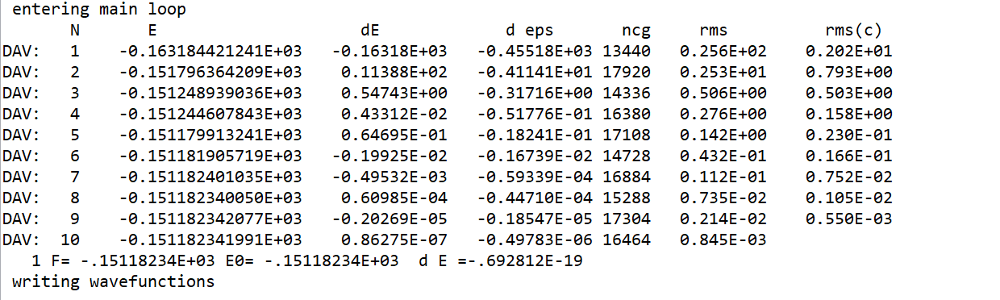 entering main loop
N E dE d eps ncg rms rms(c)
DAV: 1 -0.163184421241E+03 -0.16318E+03 -0.45518E+03 13440 0.256E+02 0.202E+01
DAV: 2 -0.151796364209E+03 0.11388E+02 -0.41141E+01 17920 0.253E+01 0.793E+00
DAV: 3 -0.151248939036E+03 0.54743E+00 -0.31716E+00 14336 0.506E+00 0.503E+00
DAV: 4 -0.151244607843E+03 0.43312E-02 -0.51776E-01 16380 0.276E+00 0.158E+00
DAV: 5 -0.151179913241E+03 0.64695E-01 -0.18241E-01 17108 0.142E+00 0.230E-01
DAV: 6 -0.151181905719E+03 -0.19925E-02 -0.16739E-02 14728 0.432E-01 0.166E-01
DAV: 7 -0.151182401035E+03 -0.49532E-03 -0.59339E-04 16884 0.112E-01 0.752E-02
DAV: 8 -0.151182340050E+03 0.60985E-04 -0.44710E-04 15288 0.735E-02 0.105E-02
DAV: 9 -0.151182342077E+03 -0.20269E-05 -0.18547E-05 17304 0.214E-02 0.550E-03
DAV: 10 -0.151182341991E+03 0.86275E-07 -0.49783E-06 16464 0.845E-03
1 F= -.15118234E+03 E0= -.15118234E+03 d E =-.692812E-19
writing wavefunctions